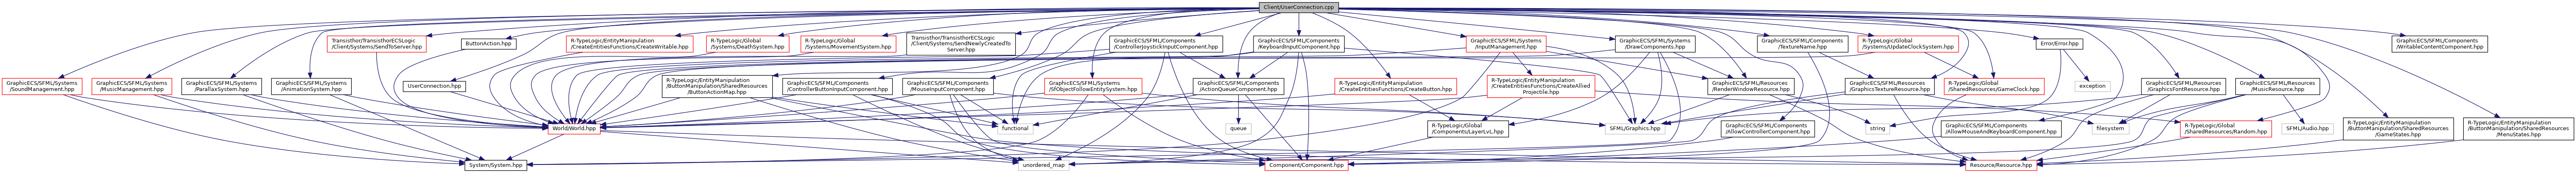 Client/UserConnection.cpp
Transisthor/TransisthorECSLogic
/Client/Systems/SendToServer.hpp
ButtonAction.hpp
R-TypeLogic/EntityManipulation
/CreateEntitiesFunctions/CreateWritable.hpp
R-TypeLogic/Global
/Systems/DeathSystem.hpp
R-TypeLogic/Global
/Systems/MovementSystem.hpp
Transisthor/TransisthorECSLogic
/Client/Systems/SendNewlyCreatedTo
Server.hpp
GraphicECS/SFML/Components
/ControllerJoystickInputComponent.hpp
GraphicECS/SFML/Components
/KeyboardInputComponent.hpp
GraphicECS/SFML/Systems
/InputManagement.hpp
GraphicECS/SFML/Systems
/DrawComponents.hpp
GraphicECS/SFML/Components
/TextureName.hpp
R-TypeLogic/Global
/Systems/UpdateClockSystem.hpp
Error/Error.hpp
GraphicECS/SFML/Components
/WritableContentComponent.hpp
GraphicECS/SFML/Systems
/SoundManagement.hpp
GraphicECS/SFML/Systems
/MusicManagement.hpp
GraphicECS/SFML/Systems
/ParallaxSystem.hpp
GraphicECS/SFML/Systems
/AnimationSystem.hpp
UserConnection.hpp
R-TypeLogic/EntityManipulation
/ButtonManipulation/SharedResources
/ButtonActionMap.hpp
GraphicECS/SFML/Components
/ControllerButtonInputComponent.hpp
GraphicECS/SFML/Components
/MouseInputComponent.hpp
GraphicECS/SFML/Systems
/SfObjectFollowEntitySystem.hpp
GraphicECS/SFML/Components
/ActionQueueComponent.hpp
R-TypeLogic/EntityManipulation
/CreateEntitiesFunctions/CreateButton.hpp
R-TypeLogic/EntityManipulation
/CreateEntitiesFunctions/CreateAllied
Projectile.hpp
GraphicECS/SFML/Resources
/RenderWindowResource.hpp
GraphicECS/SFML/Resources
/GraphicsTextureResource.hpp
R-TypeLogic/Global
/SharedResources/GameClock.hpp
exception
GraphicECS/SFML/Resources
/GraphicsFontResource.hpp
GraphicECS/SFML/Resources
/MusicResource.hpp
World/World.hpp
functional
queue
R-TypeLogic/Global
/Components/LayerLvL.hpp
SFML/Graphics.hpp
GraphicECS/SFML/Components
/AllowControllerComponent.hpp
string
GraphicECS/SFML/Components
/AllowMouseAndKeyboardComponent.hpp
filesystem
R-TypeLogic/Global
/SharedResources/Random.hpp
SFML/Audio.hpp
R-TypeLogic/EntityManipulation
/ButtonManipulation/SharedResources
/GameStates.hpp
R-TypeLogic/EntityManipulation
/ButtonManipulation/SharedResources
/MenuStates.hpp
System/System.hpp
unordered_map
Component/Component.hpp
Resource/Resource.hpp